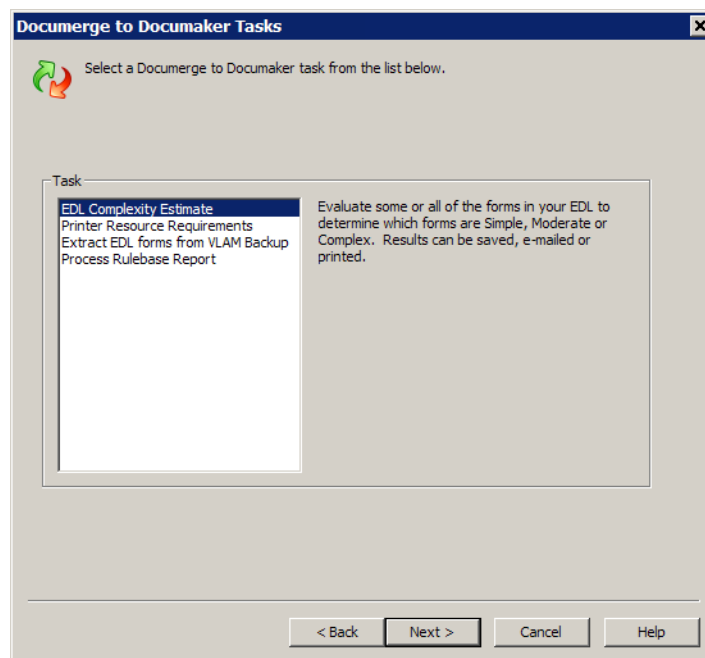 Documerge to Documaker Tasks
Select a Documerge to Documaker task from the list below.
Task
EDL Complexity Estimate
Printer Resource Requirements
Extract EDL forms from VLAM Backup
Process Rulebase Report
Evaluate some or all of the forms in your EDL to
determine which forms are Simple, Moderate or
Complex.  Results can be saved, e-mailed or
printed.
< Back
Next >
Cancel
Help